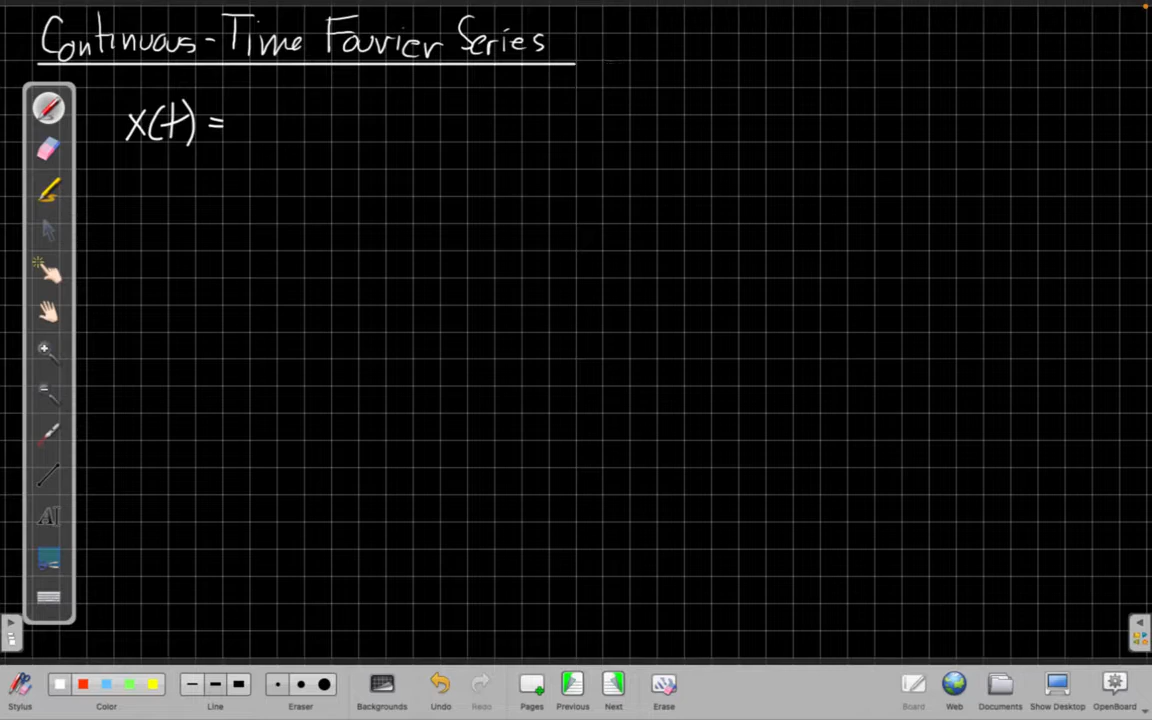 Continuous-Time Fourier Series
x(t) =
AI
Stylus
Color
Line
Eraser
Backgrounds
Undo
Redo
Pages
Previous
Next
Erase
Board
Web
Documents
Show Desktop
OpenBoard